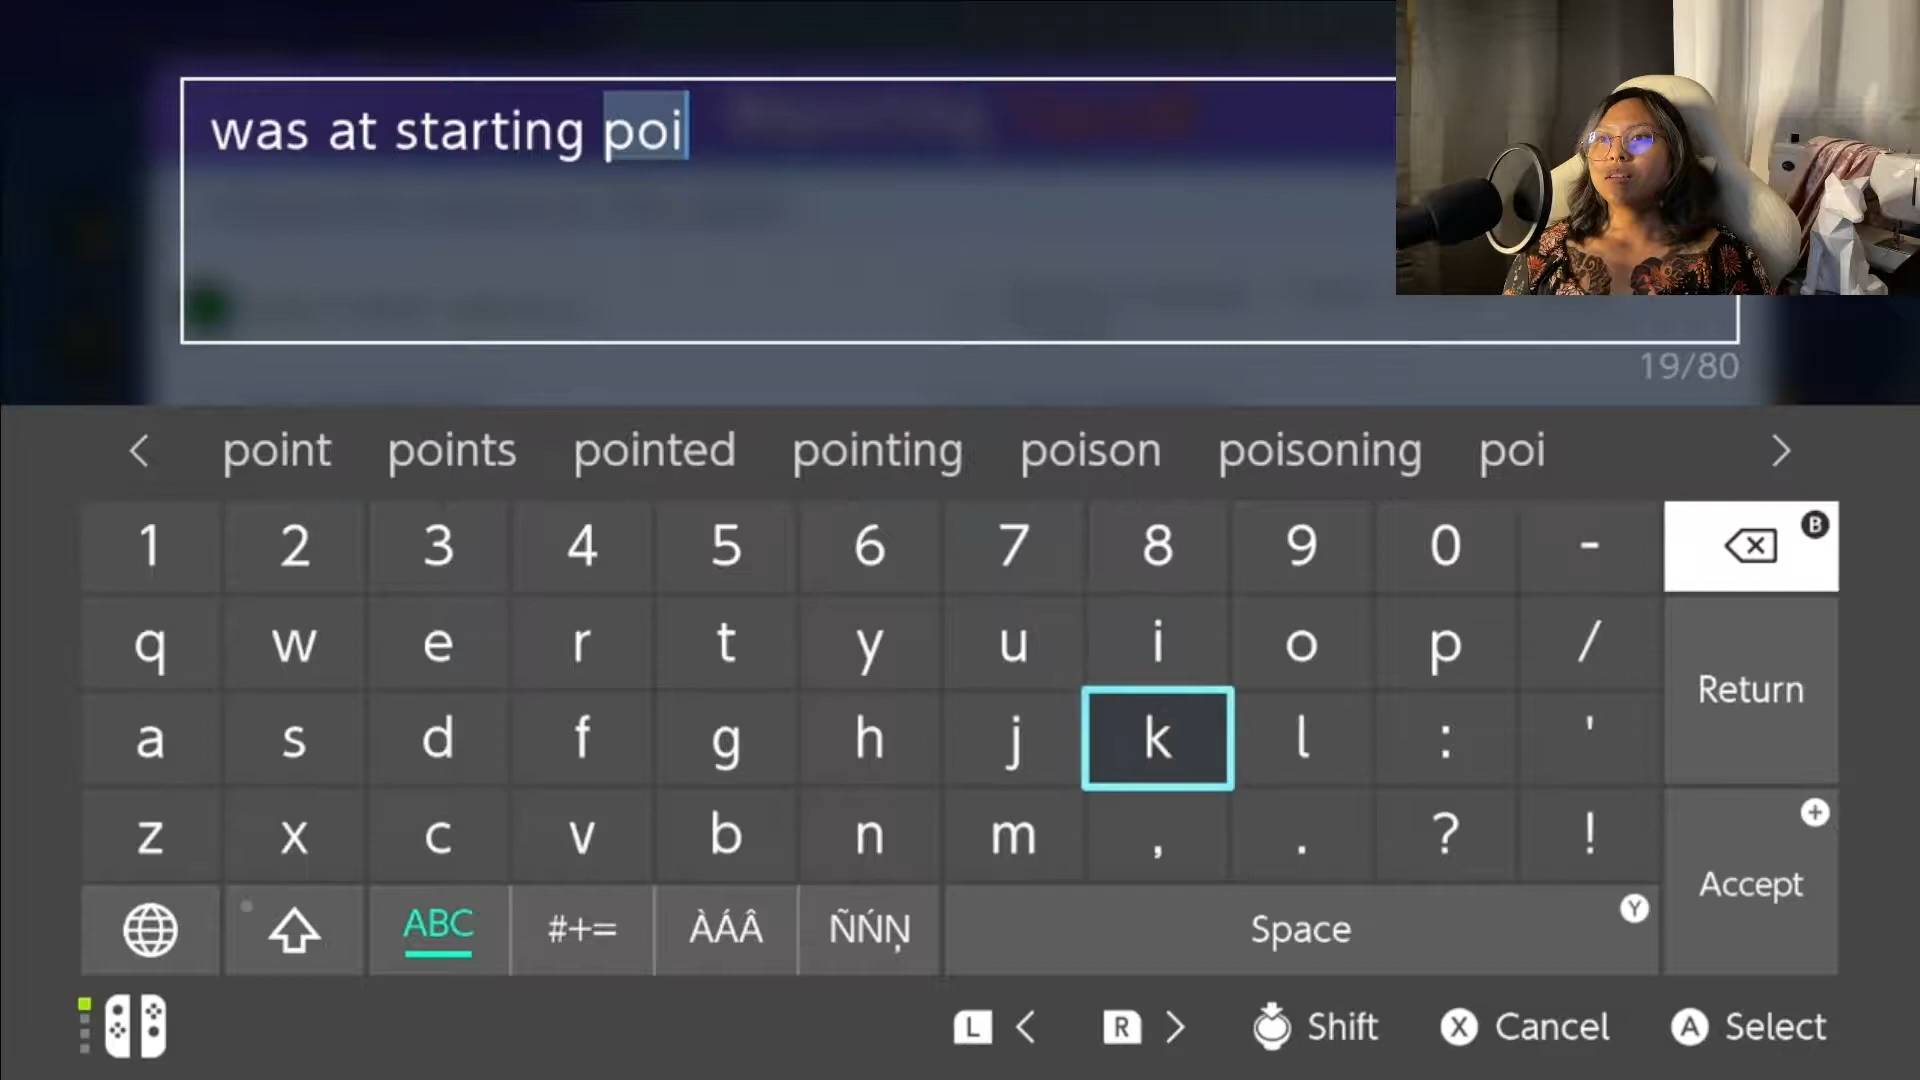 was at starting poi
19/80
< point points pointed pointing poison poisoning poi >
1 2 3 4 5 6 7 8 9 0 - B
q w e r t y u i o p /
Return
a s d f g h j k l : '
z x c v b n m , . ? ! +
Accept
ABC #+= ÀÁÂ ÑŃŅ Space Y
L < R > Shift X Cancel A Select